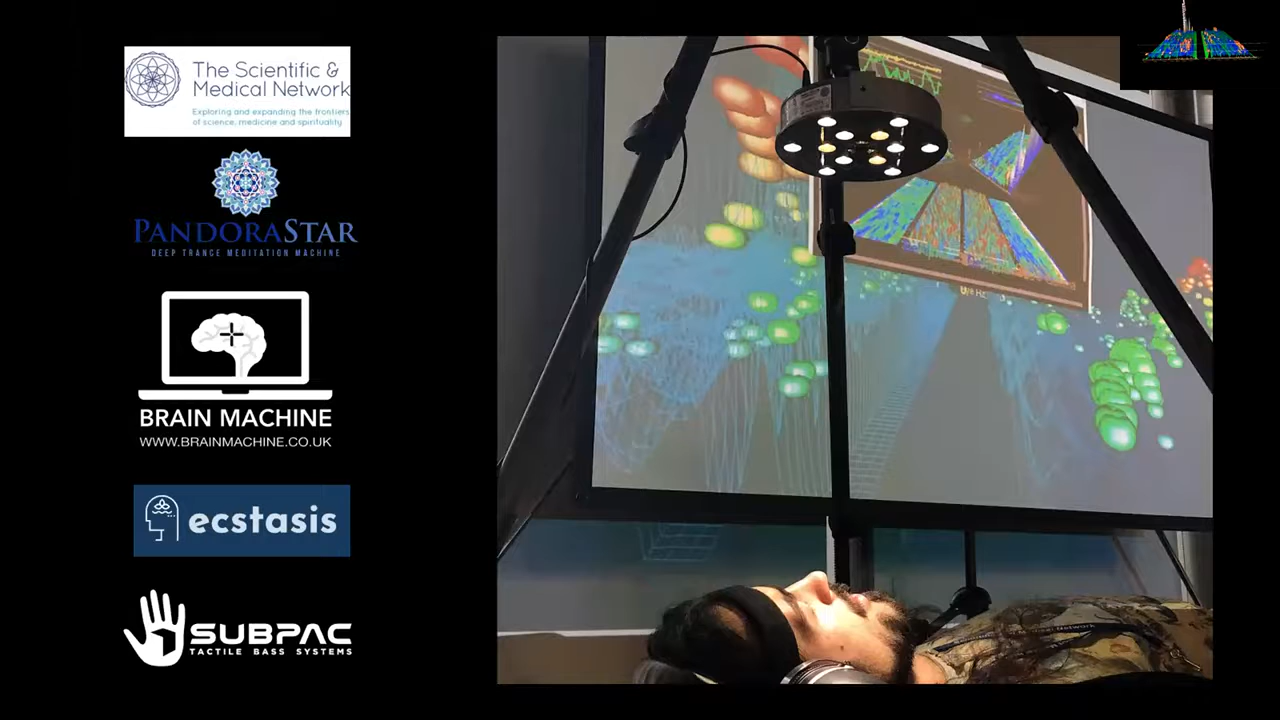 The Scientific &
Medical Network
Exploring and expanding the frontiers
of science, medicine and spirituality
PANDORASTAR
DEEP TRANCE MEDITATION MACHINE
BRAIN MACHINE
WWW.BRAINMACHINE.CO.UK
ecstasis
SUBPAC
TACTILE BASS SYSTEMS